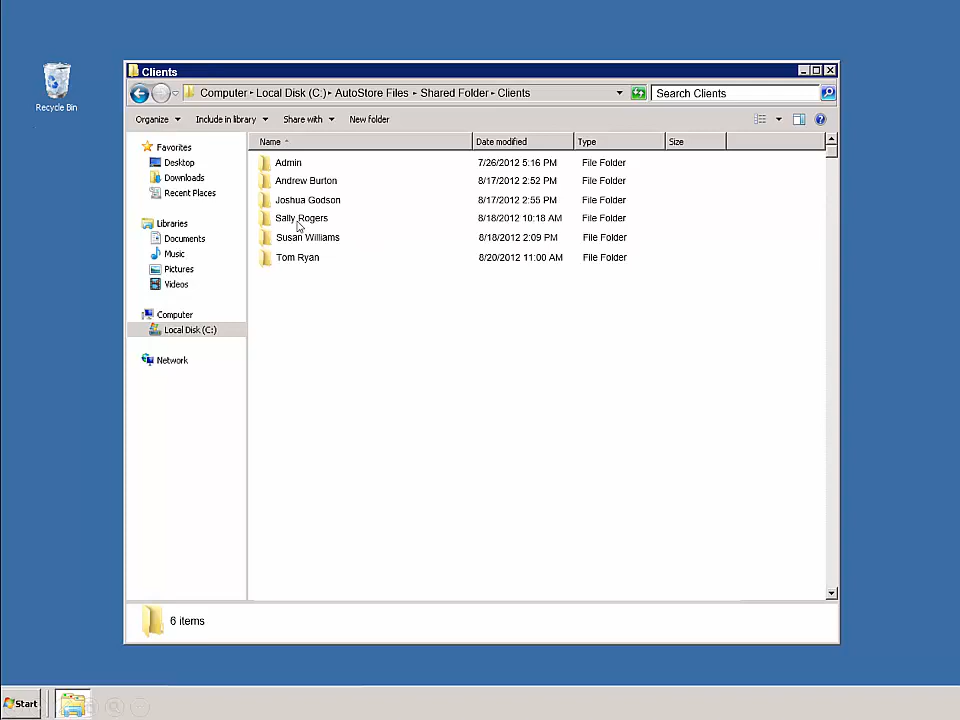 Recycle Bin
Clients
Computer Local Disk (C:) AutoStore Files Shared Folder Clients
Search Clients
Organize Include in library Share with New folder
Favorites
Desktop
Downloads
Recent Places
Libraries
Documents
Music
Pictures
Videos
Computer
Local Disk (C:)
Network
Name Date modified Type Size
Admin 7/26/2012 5:16 PM File Folder
Andrew Burton 8/17/2012 2:52 PM File Folder
Joshua Godson 8/17/2012 2:55 PM File Folder
Sally Rogers 8/18/2012 10:18 AM File Folder
Susan Williams 8/18/2012 2:09 PM File Folder
Tom Ryan 8/20/2012 11:00 AM File Folder
6 items
Start